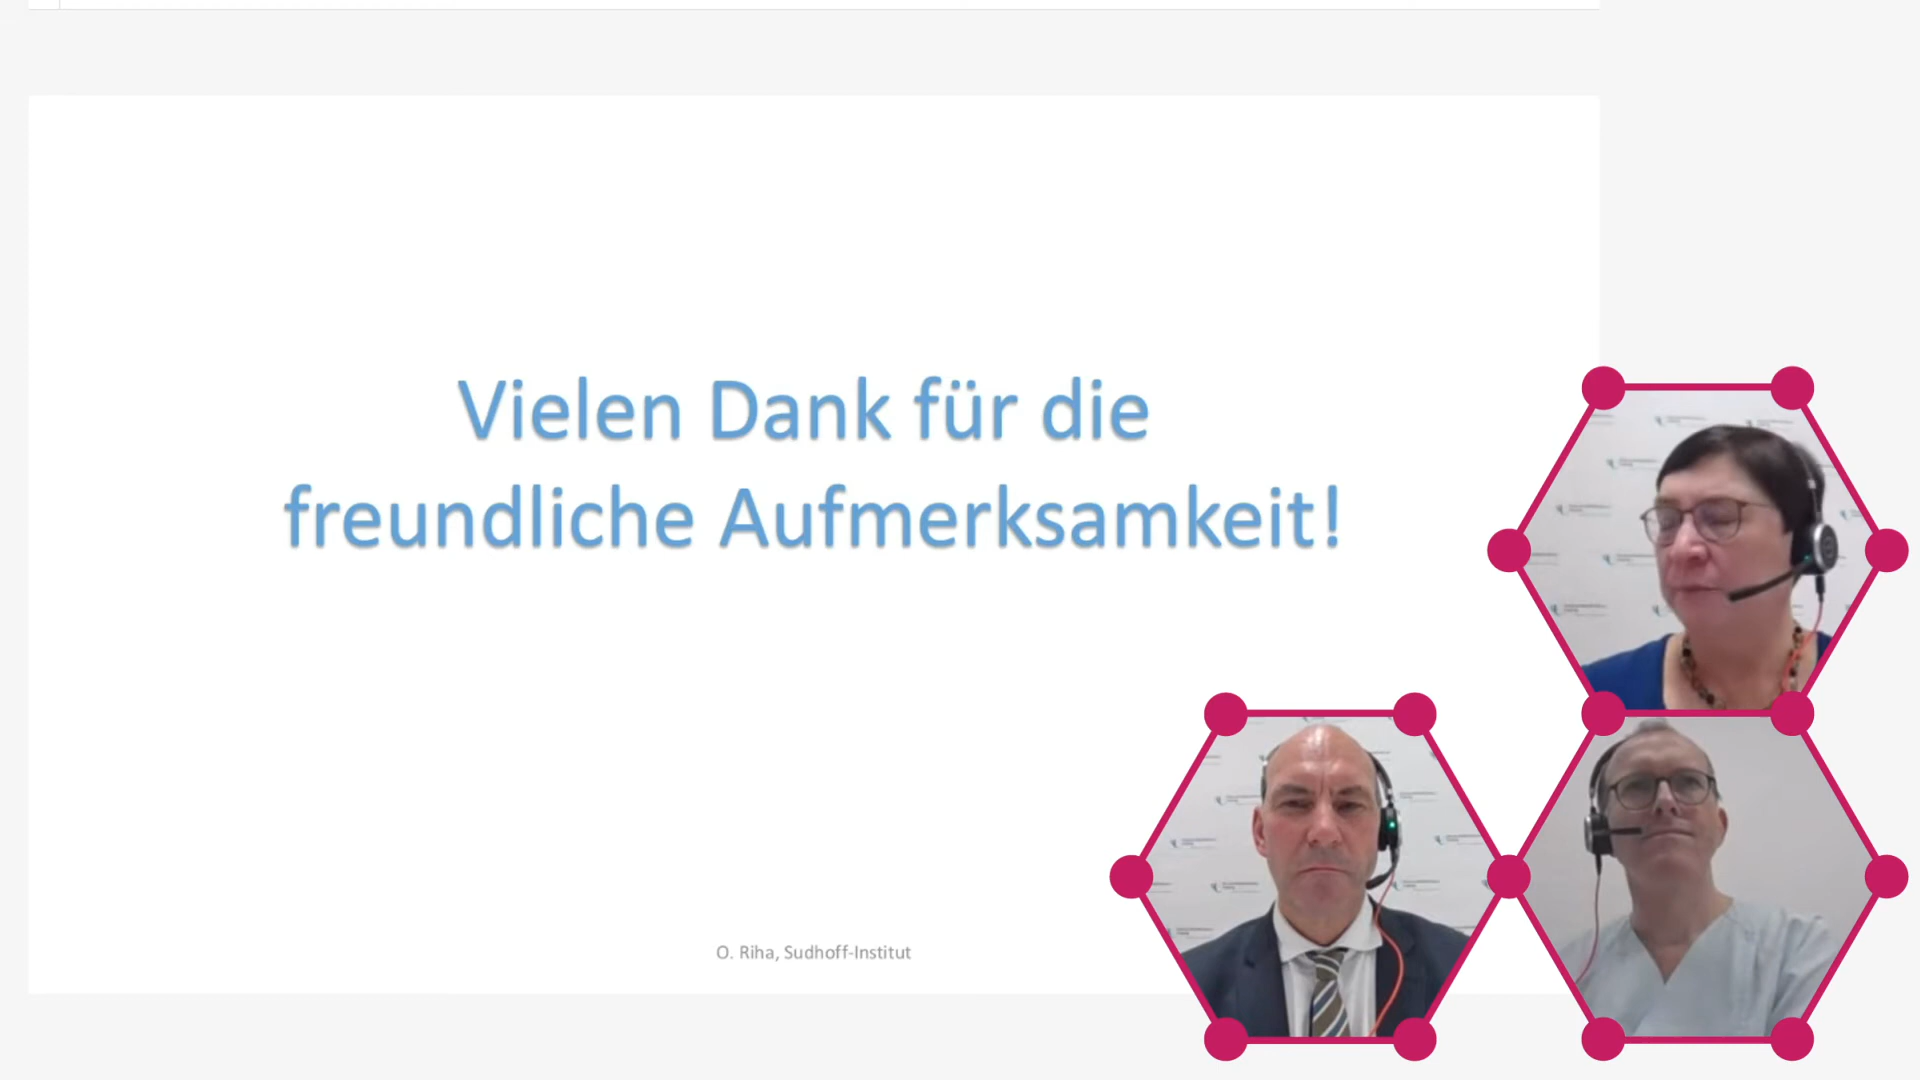 Vielen Dank für die
freundliche Aufmerksamkeit!
O. Riha, Sudhoff-Institut